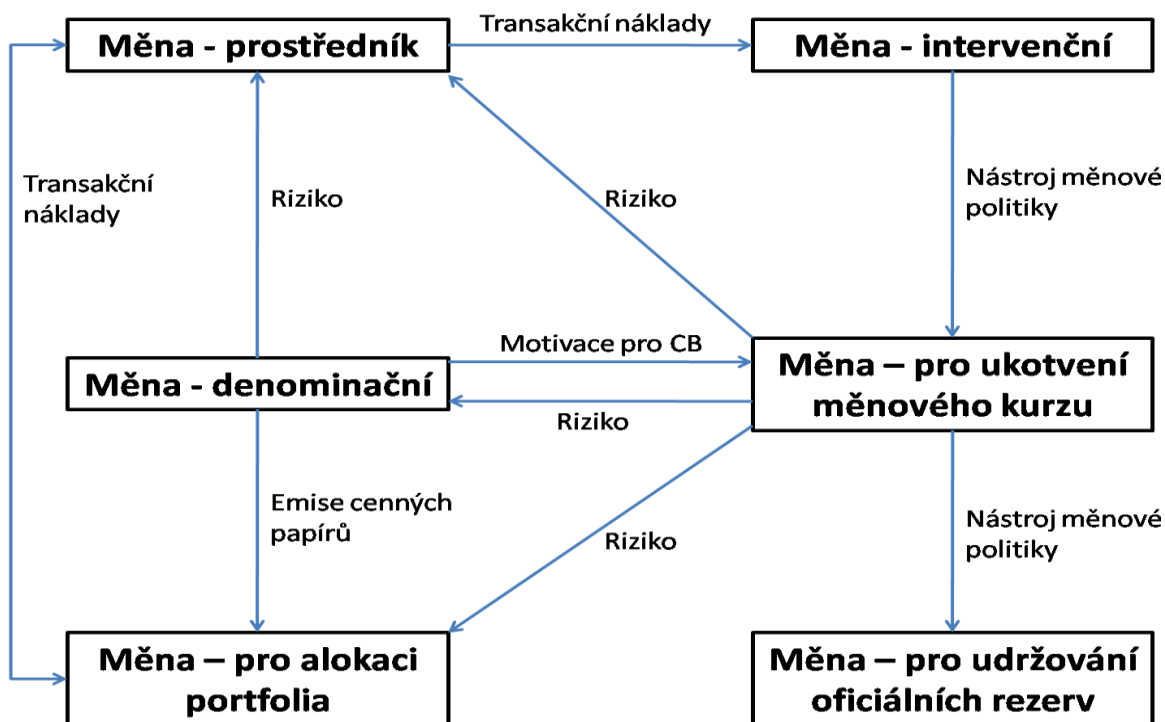 Transakční náklady
Měna - prostředník
Měna - intervenční
Transakční
náklady
Riziko
Riziko
Nástroj měnové
politiky
Motivace pro CB
Měna - denominační
Měna – pro ukotvení
měnového kurzu
Riziko
Emise cenných
papírů
Riziko
Nástroj měnové
politiky
Měna – pro alokaci
portfolia
Měna – pro udržování
oficiálních rezerv